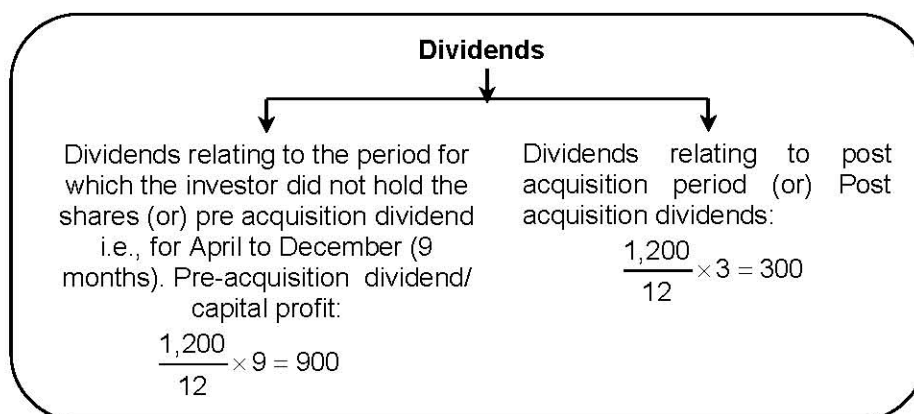 Dividends
Dividends relating to the period for
which the investor did not hold the
shares (or) pre acquisition dividend
i.e., for April to December (9
months). Pre-acquisition dividend/
capital profit:
1,200/12 × 9 = 900
Dividends relating to post
acquisition period (or) Post
acquisition dividends:
1,200/12 × 3 = 300